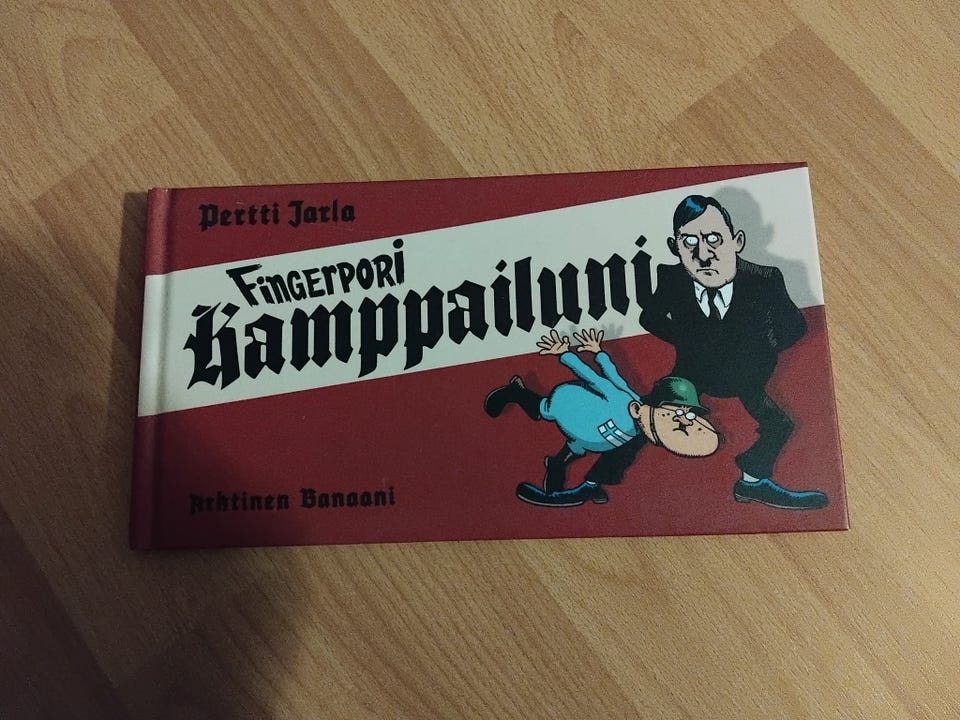 Pertti Jarla
FINGERPORI
Kamppailuni
Arktinen Banaani